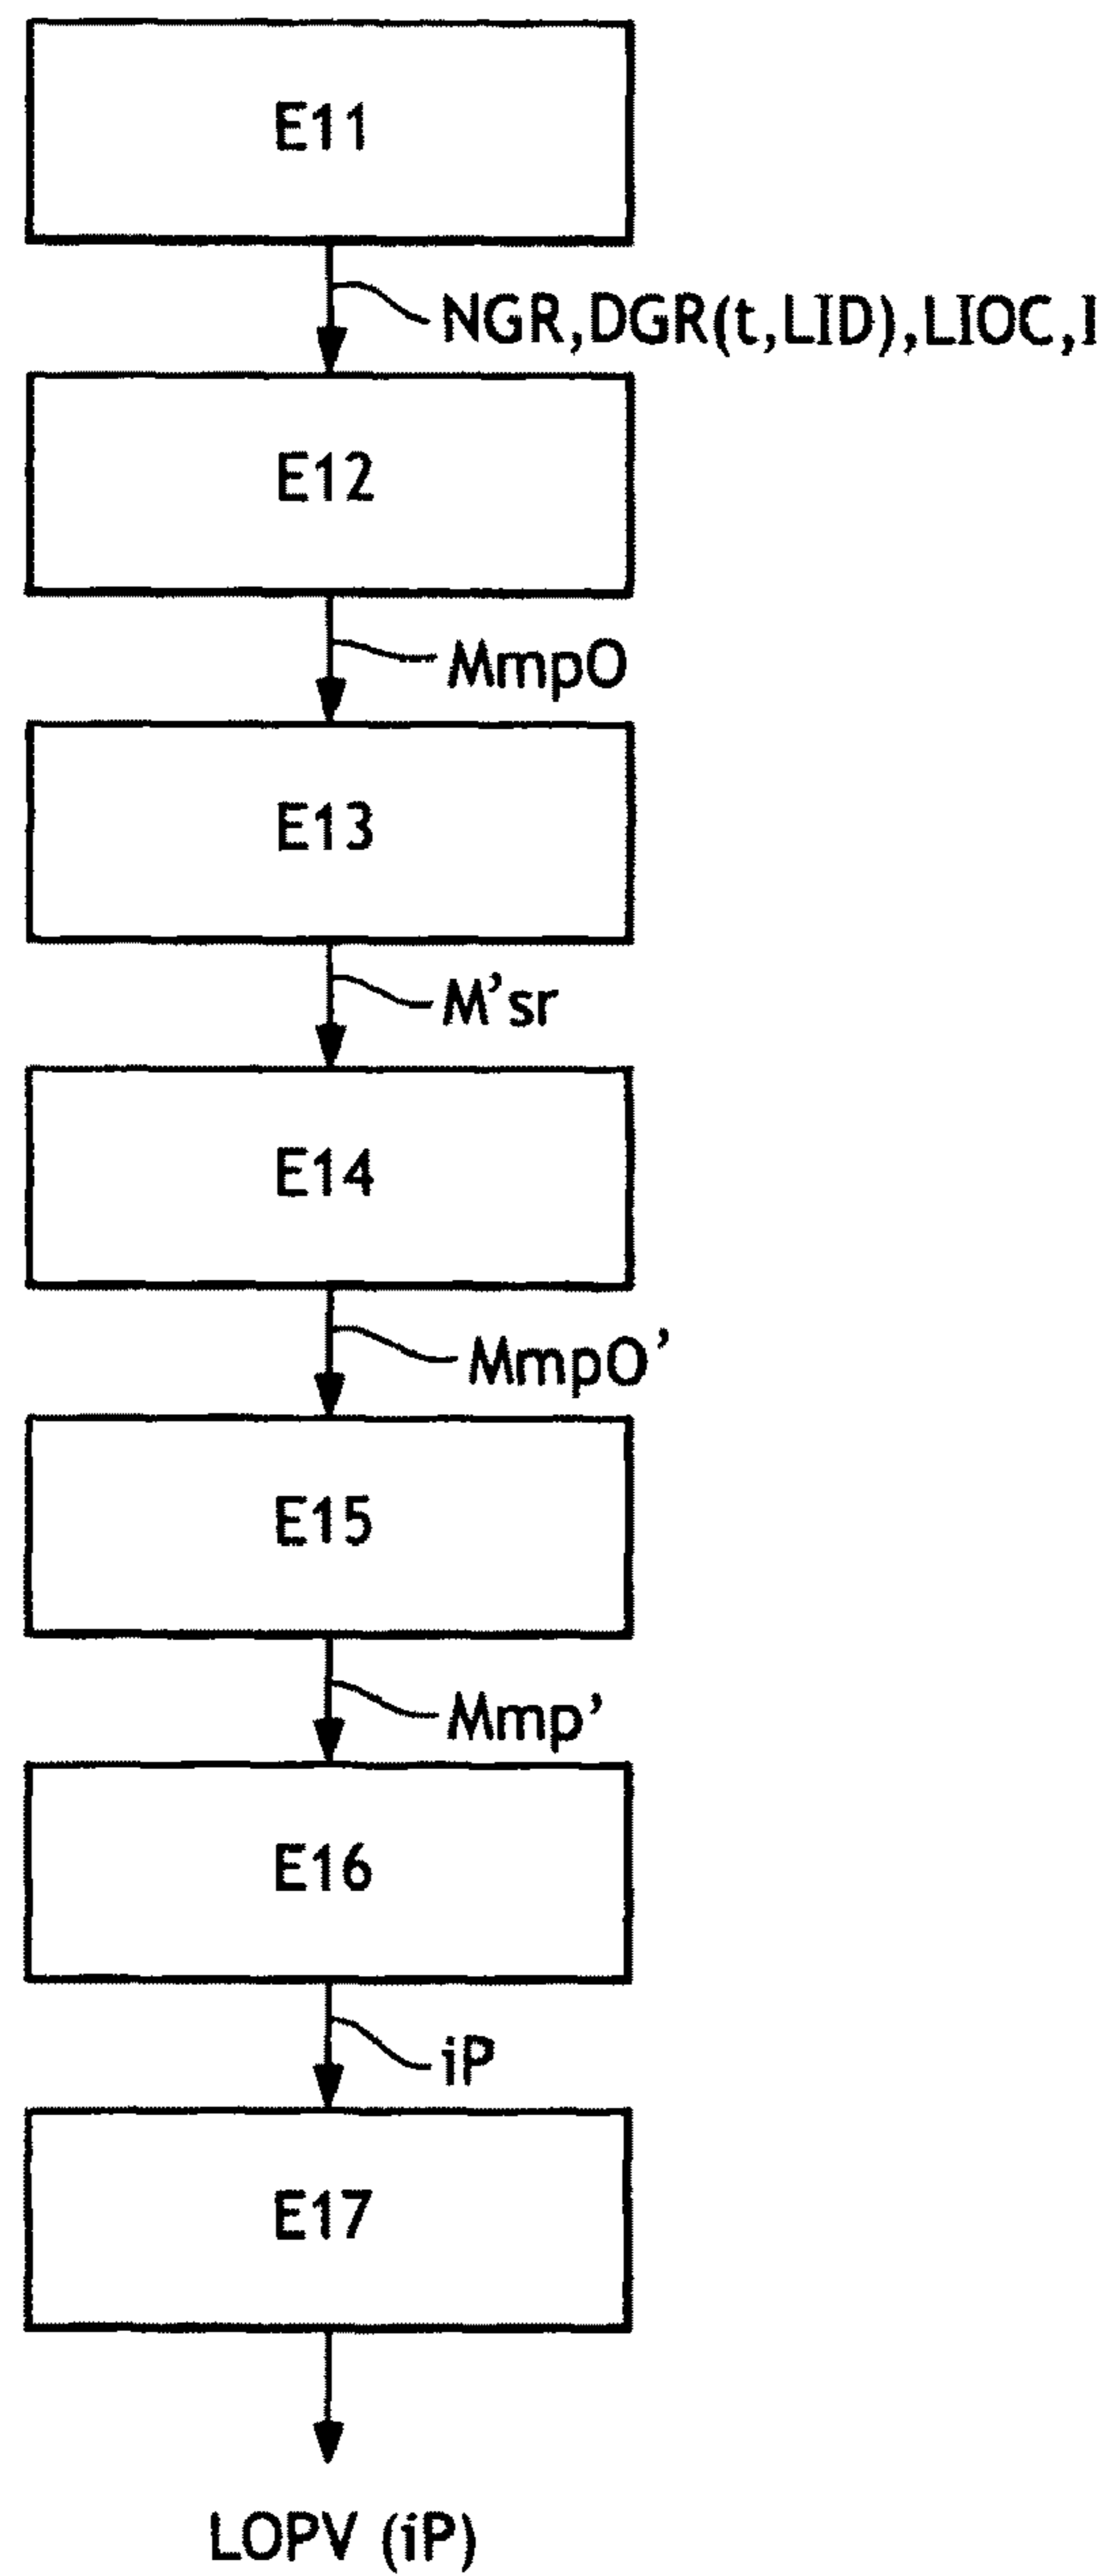 E11
NGR,DGR(t,LID),LIOC,I
E12
MmpO
E13
M'sr
E14
MmpO'
E15
Mmp'
E16
iP
E17
LOPV (iP)